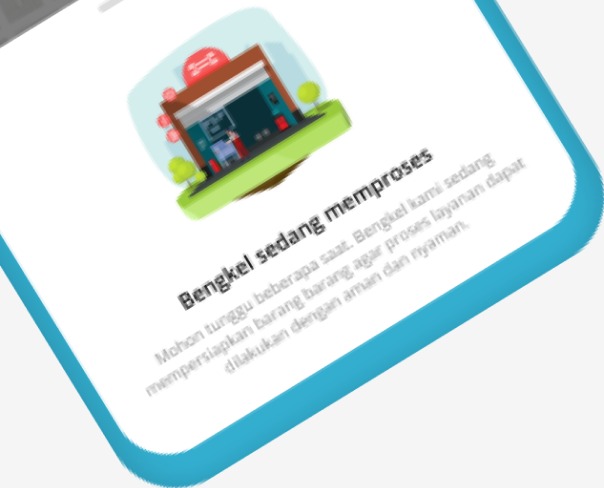 Bengkel sedang memproses
Mohon tunggu beberapa saat. Bengkel kami sedang
mempersiapkan barang barang agar proses layanan dapat
dilakukan dengan aman dan nyaman.